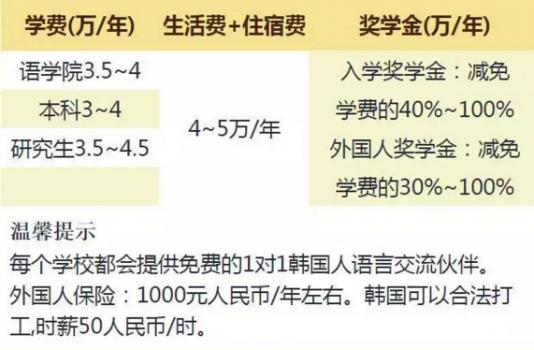 学费(万/年) 生活费+住宿费 奖学金(万/年)
语学院3.5~4
本科3~4
研究生3.5~4.5
4~5万/年
入学奖学金：减免
学费的40%~100%
外国人奖学金：减免
学费的30%~100%
温馨提示
每个学校都会提供免费的1对1韩国人语言交流伙伴。
外国人保险：1000元人民币/年左右。韩国可以合法打
工,时薪50人民币/时。